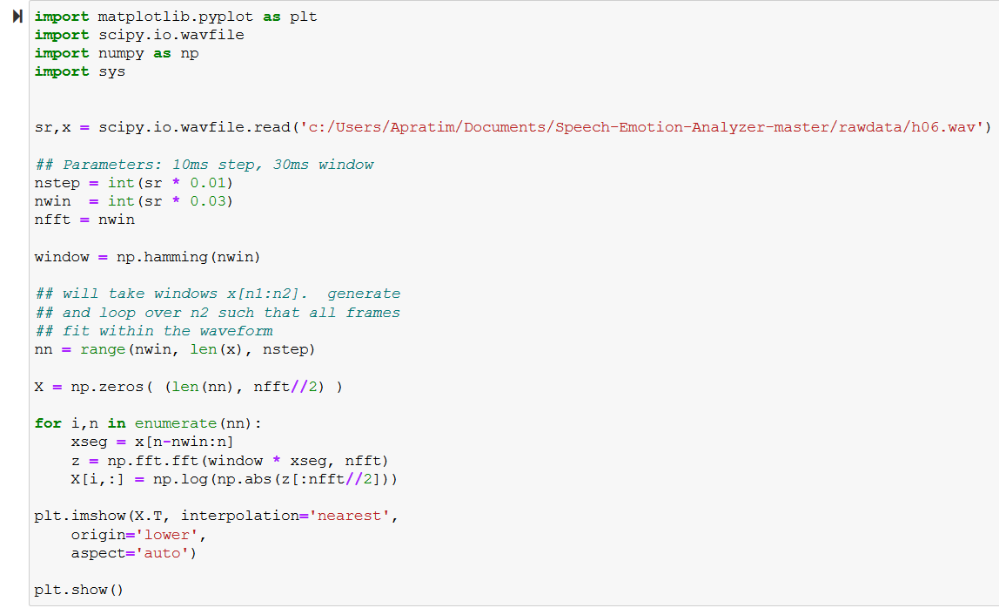 import matplotlib.pyplot as plt
import scipy.io.wavfile
import numpy as np
import sys
sr,x = scipy.io.wavfile.read('c:/Users/Apratim/Documents/Speech-Emotion-Analyzer-master/rawdata/h06.wav')
## Parameters: 10ms step, 30ms window
nstep = int(sr * 0.01)
nwin  = int(sr * 0.03)
nfft = nwin
window = np.hamming(nwin)
## will take windows x[n1:n2].  generate
## and loop over n2 such that all frames
## fit within the waveform
nn = range(nwin, len(x), nstep)
X = np.zeros( (len(nn), nfft//2) )
for i,n in enumerate(nn):
    xseg = x[n-nwin:n]
    z = np.fft.fft(window * xseg, nfft)
    X[i,:] = np.log(np.abs(z[:nfft//2]))
plt.imshow(X.T, interpolation='nearest',
    origin='lower',
    aspect='auto')
plt.show()